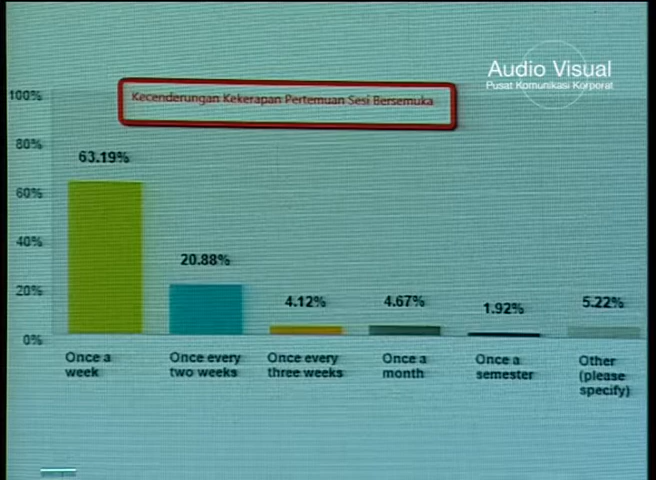 Audio Visual
Pusat Komunikasi Korporat
Kecenderungan Kekerapan Pertemuan Sesi Bersemuka
100%
80%
60%
40%
20%
0%
63.19%
20.88%
4.12%
4.67%
1.92%
5.22%
Once a
week
Once every
two weeks
Once every
three weeks
Once a
month
Once a
semester
Other
(please
specify)